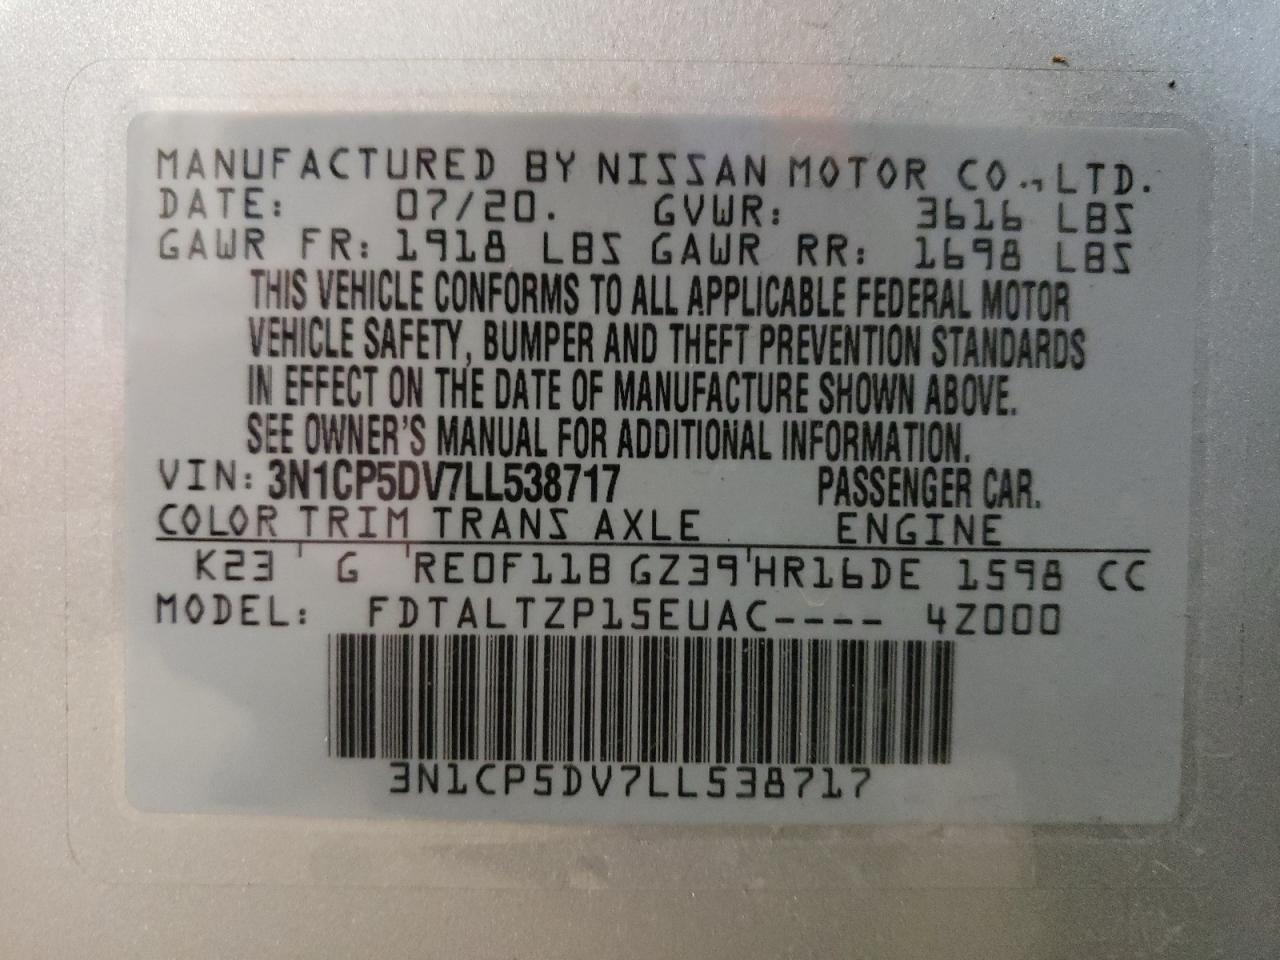 MANUFACTURED BY NISSAN MOTOR CO.,LTD.
DATE: 07/20. GVWR: 3616 LBS
GAWR FR: 1918 LBS GAWR RR: 1698 LBS
THIS VEHICLE CONFORMS TO ALL APPLICABLE FEDERAL MOTOR
VEHICLE SAFETY, BUMPER AND THEFT PREVENTION STANDARDS
IN EFFECT ON THE DATE OF MANUFACTURE SHOWN ABOVE.
SEE OWNER'S MANUAL FOR ADDITIONAL INFORMATION.
VIN: 3N1CP5DV7LL538717 PASSENGER CAR.
COLOR TRIM TRANS AXLE ENGINE
K23 G RE0F11B GZ39 HR16DE 1598 CC
MODEL: FDTALTZP15EUAC---- 4Z000
3N1CP5DV7LL538717